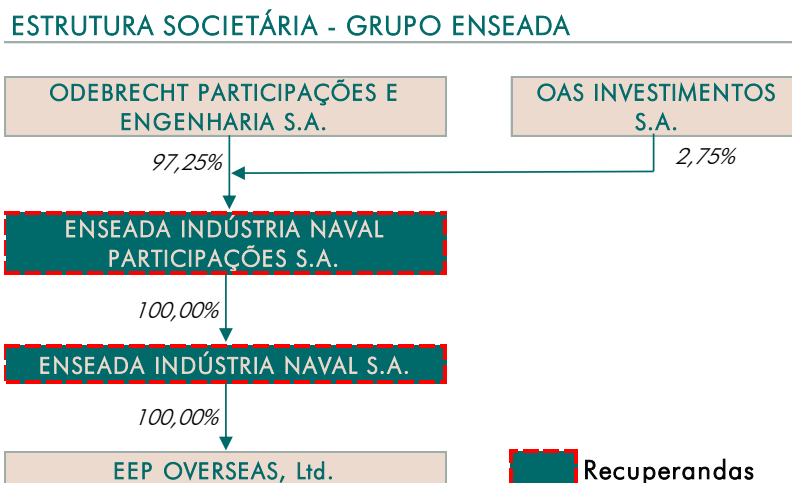 ESTRUTURA SOCIETÁRIA - GRUPO ENSEADA
ODEBRECHT PARTICIPAÇÕES E
ENGENHARIA S.A.
OAS INVESTIMENTOS
S.A.
97,25%
2,75%
ENSEADA INDÚSTRIA NAVAL
PARTICIPAÇÕES S.A.
100,00%
ENSEADA INDÚSTRIA NAVAL S.A.
100,00%
EEP OVERSEAS, Ltd.
Recuperandas